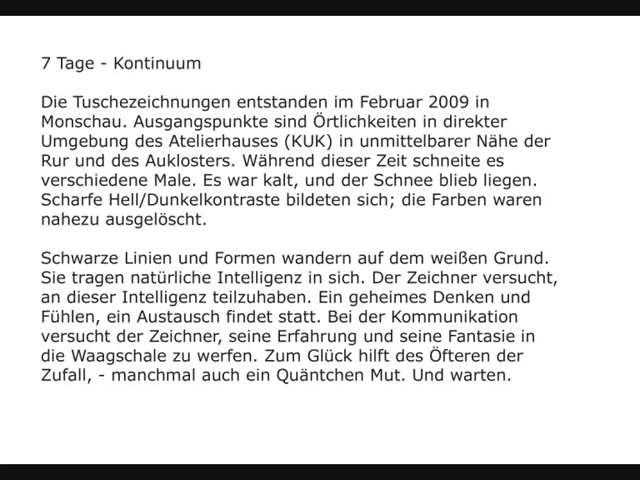 7 Tage - Kontinuum
Die Tuschezeichnungen entstanden im Februar 2009 in
Monschau. Ausgangspunkte sind Örtlichkeiten in direkter
Umgebung des Atelierhauses (KUK) in unmittelbarer Nähe der
Rur und des Auklosters. Während dieser Zeit schneite es
verschiedene Male. Es war kalt, und der Schnee blieb liegen.
Scharfe Hell/Dunkelkontraste bildeten sich; die Farben waren
nahezu ausgelöscht.
Schwarze Linien und Formen wandern auf dem weißen Grund.
Sie tragen natürliche Intelligenz in sich. Der Zeichner versucht,
an dieser Intelligenz teilzuhaben. Ein geheimes Denken und
Fühlen, ein Austausch findet statt. Bei der Kommunikation
versucht der Zeichner, seine Erfahrung und seine Fantasie in
die Waagschale zu werfen. Zum Glück hilft des Öfteren der
Zufall, - manchmal auch ein Quäntchen Mut. Und warten.